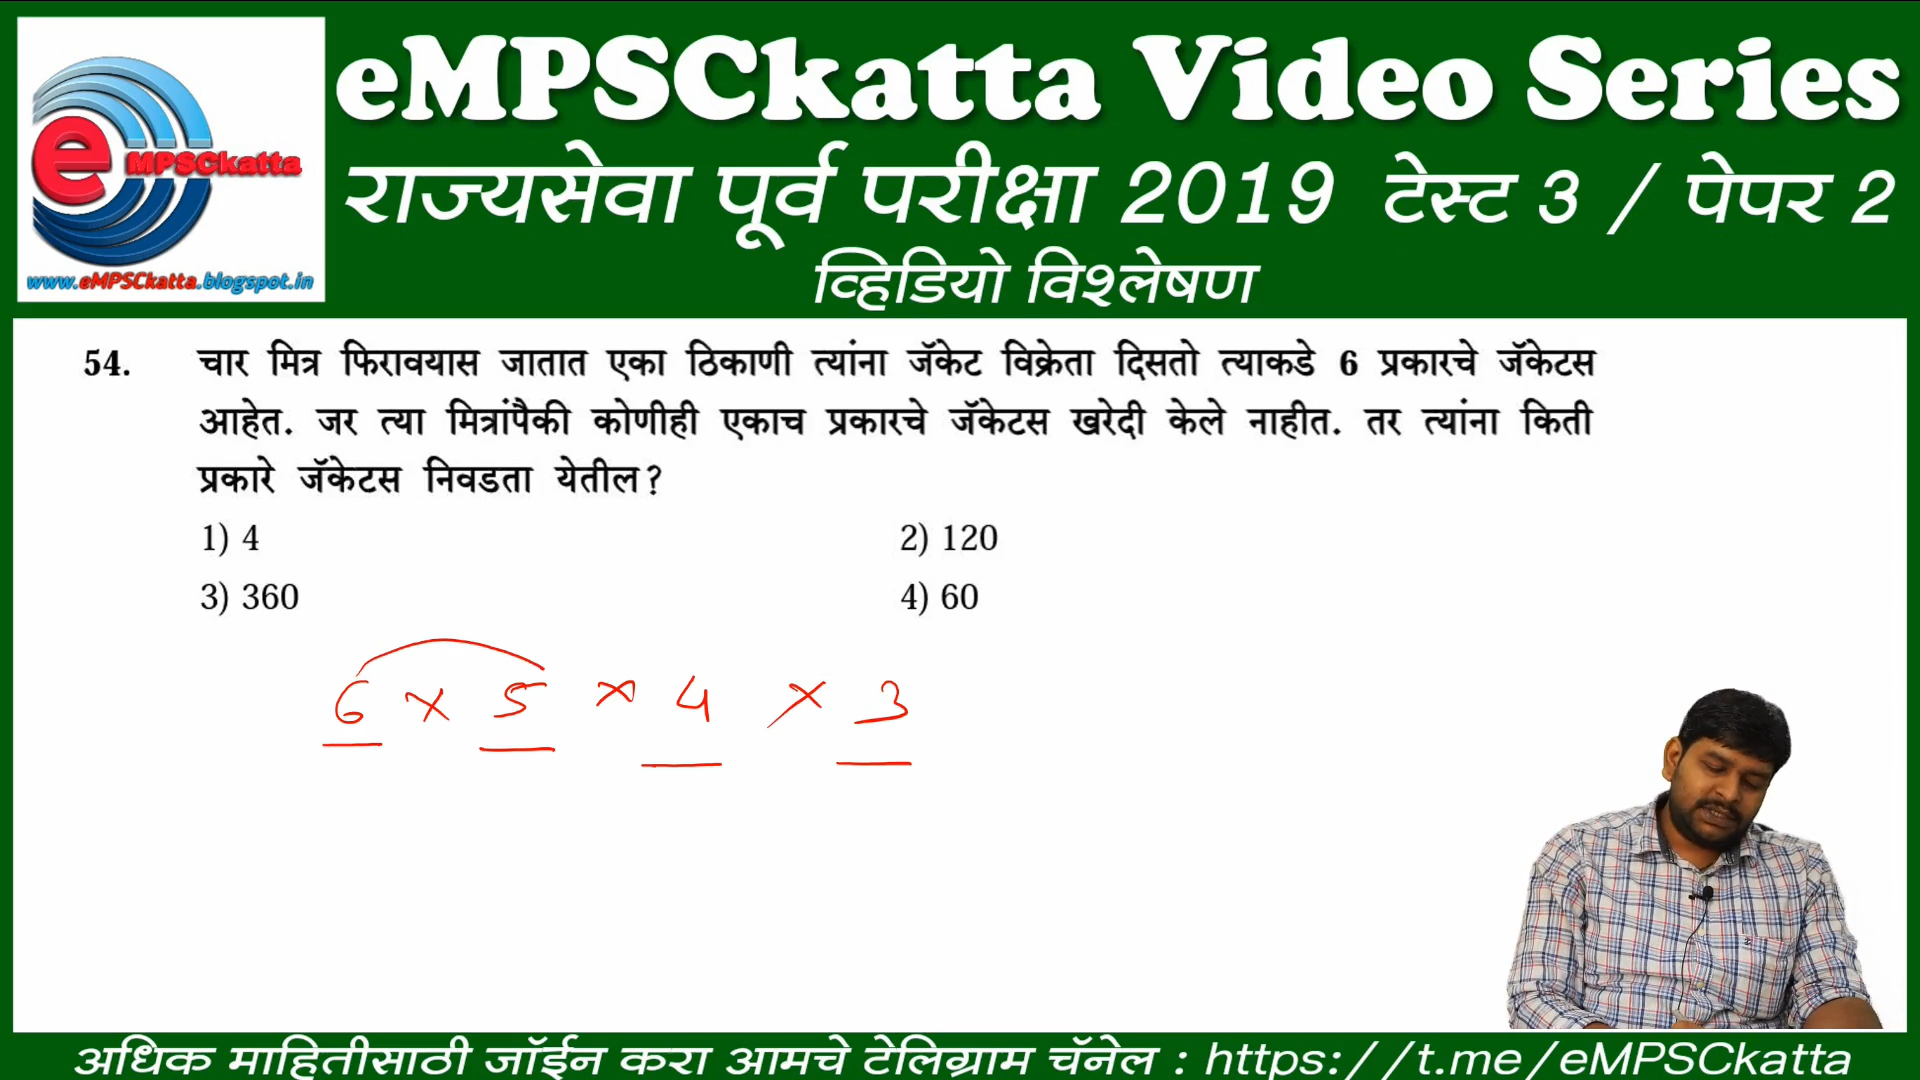 eMPSCkatta Video Series
राज्यसेवा पूर्व परीक्षा 2019 टेस्ट 3 / पेपर 2
व्हिडियो विश्लेषण
e MPSCkatta
www.eMPSCkatta.blogspot.in
54. चार मित्र फिरावयास जातात एका ठिकाणी त्यांना जॅकेट विक्रेता दिसतो त्याकडे 6 प्रकारचे जॅकेटस
आहेत. जर त्या मित्रांपैकी कोणीही एकाच प्रकारचे जॅकेटस खरेदी केले नाहीत. तर त्यांना किती
प्रकारे जॅकेटस निवडता येतील?
1) 4 2) 120
3) 360 4) 60
6 × 5 × 4 × 3
अधिक माहितीसाठी जॉईन करा आमचे टेलिग्राम चॅनेल : https://t.me/eMPSCkatta